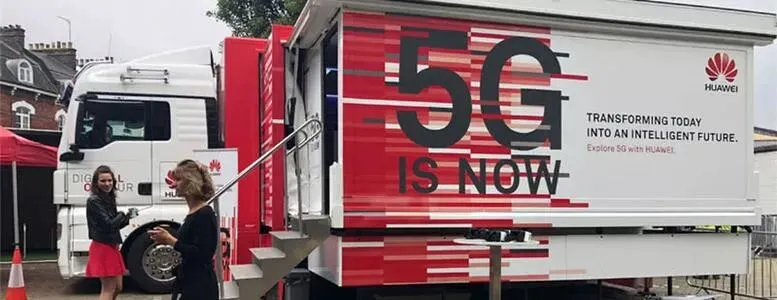 5G
IS NOW
HUAWEI
TRANSFORMING TODAY
INTO AN INTELLIGENT FUTURE.
Explore 5G with HUAWEI.